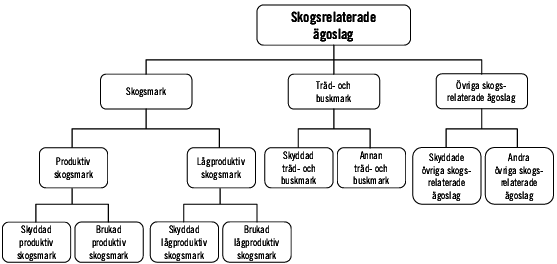 Skogsrelaterade
ägoslag
Skogsmark
Träd- och
buskmark
Övriga skogs-
relaterade ägoslag
Produktiv
skogsmark
Lågproduktiv
skogsmark
Skyddad
träd- och
buskmark
Annan
träd- och
buskmark
Skyddade
övriga skogs-
relaterade
ägoslag
Andra
övriga skogs-
relaterade
ägoslag
Skyddad
produktiv
skogsmark
Brukad
produktiv
skogsmark
Skyddad
lågproduktiv
skogsmark
Brukad
lågproduktiv
skogsmark